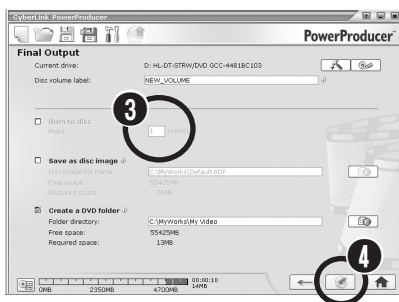 CyberLink PowerProducer
PowerProducer
Final Output
Current drive: D: HL-DT-STRW/DVD GCC-4481BC103
Disc volume label: NEW_VOLUME
3
Burn to disc
Make 1 copies
Save as disc image
Disc image file name: C:\MyWorks\Default.RDF
Free space: 55425MB
Required space: 26MB
Create a DVD folder
Folder directory: C:\MyWorks\My Video
Free space: 55425MB
Required space: 13MB
4
00:00:10
14MB
0MB 2350MB 4700MB